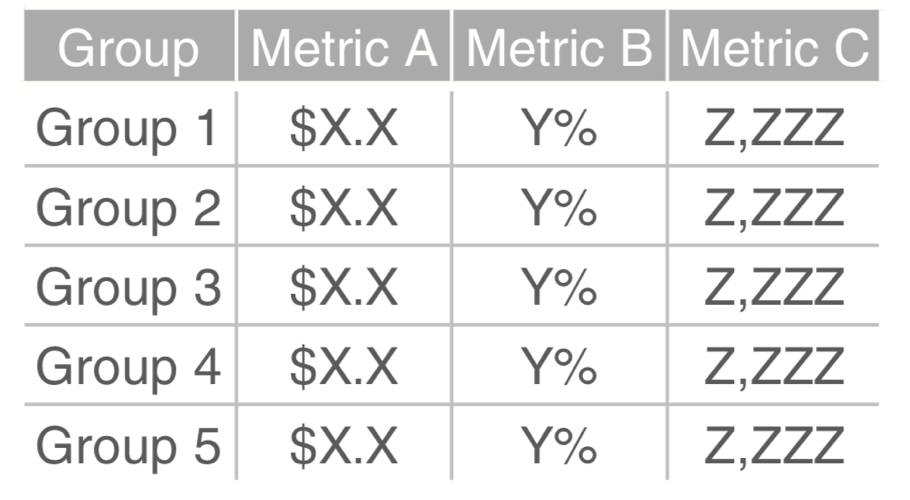 Group Metric A Metric B Metric C
Group 1 $X.X Y% Z,ZZZ
Group 2 $X.X Y% Z,ZZZ
Group 3 $X.X Y% Z,ZZZ
Group 4 $X.X Y% Z,ZZZ
Group 5 $X.X Y% Z,ZZZ